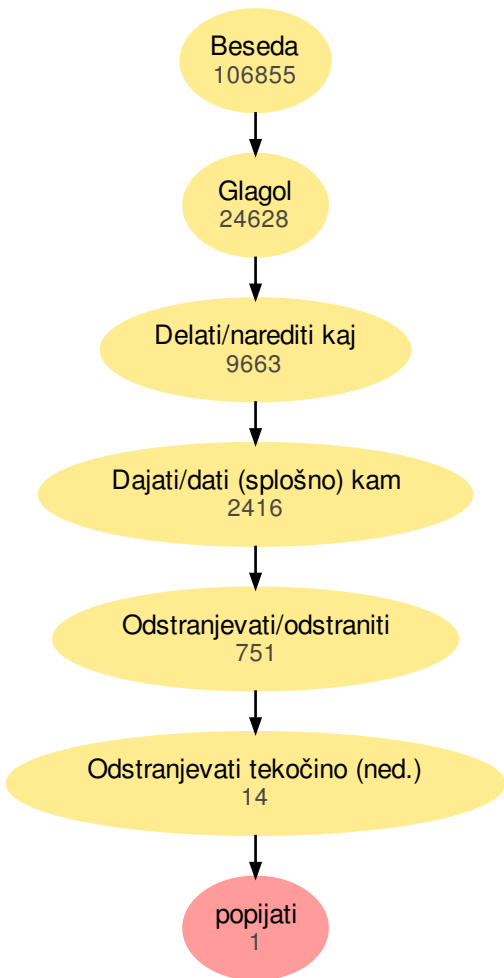 Beseda
106855
Glagol
24628
Delati/narediti kaj
9663
Dajati/dati (splošno) kam
2416
Odstranjevati/odstraniti
751
Odstranjevati tekočino (ned.)
14
popijati
1